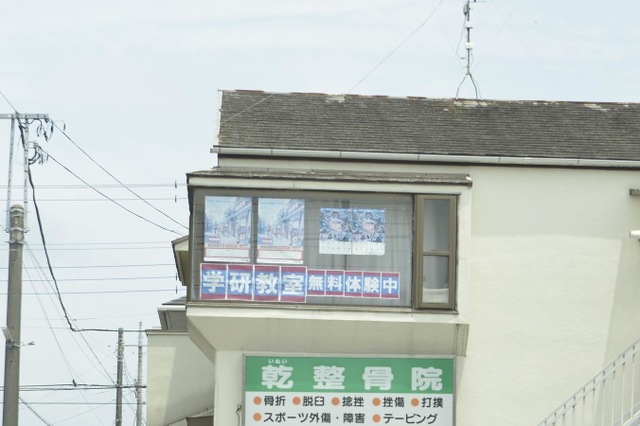 学研教室 無料体験中
いぬい
乾整骨院
●骨折 ●脱臼 ●捻挫 ●挫傷 ●打撲
●スポーツ外傷・障害 ●テーピング